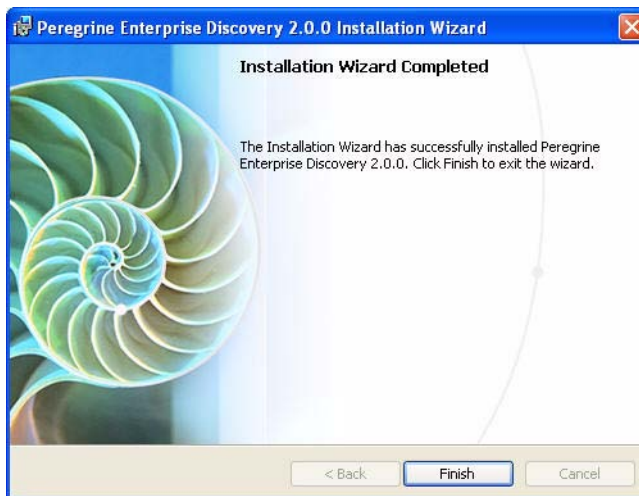 Peregrine Enterprise Discovery 2.0.0 Installation Wizard
Installation Wizard Completed
The Installation Wizard has successfully installed Peregrine
Enterprise Discovery 2.0.0. Click Finish to exit the wizard.
< Back
Finish
Cancel